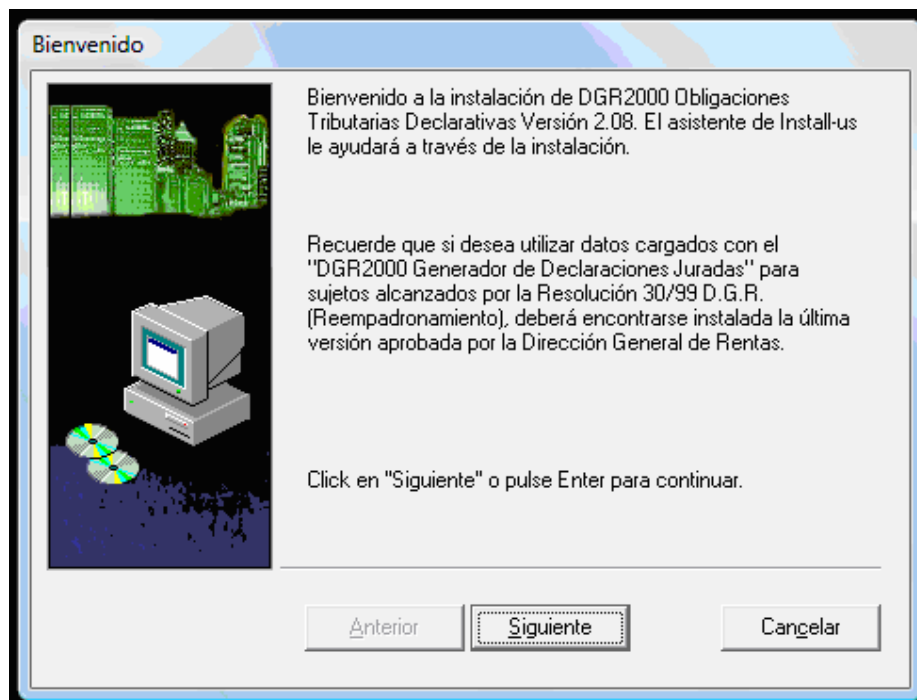 Bienvenido
Bienvenido a la instalación de DGR2000 Obligaciones
Tributarias Declarativas Versión 2.08. El asistente de Install-us
le ayudará a través de la instalación.
Recuerde que si desea utilizar datos cargados con el
"DGR2000 Generador de Declaraciones Juradas" para
sujetos alcanzados por la Resolución 30/99 D.G.R.
(Reempadronamiento), deberá encontrarse instalada la última
versión aprobada por la Dirección General de Rentas.
Click en "Siguiente" o pulse Enter para continuar.
Anterior
Siguiente
Cancelar